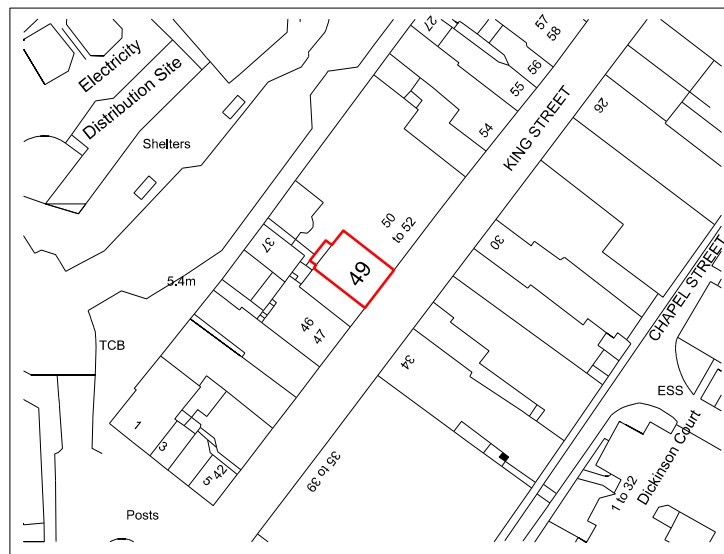 Electricity
Distribution Site
Shelters
27
57
58
56
55
54
KING STREET
26
50
to 52
37
49
30
5.4m
46
47
CHAPEL STREET
TCB
34
ESS
1
3
5
42
35 to 39
1 to 32
Dickinson Court
Posts